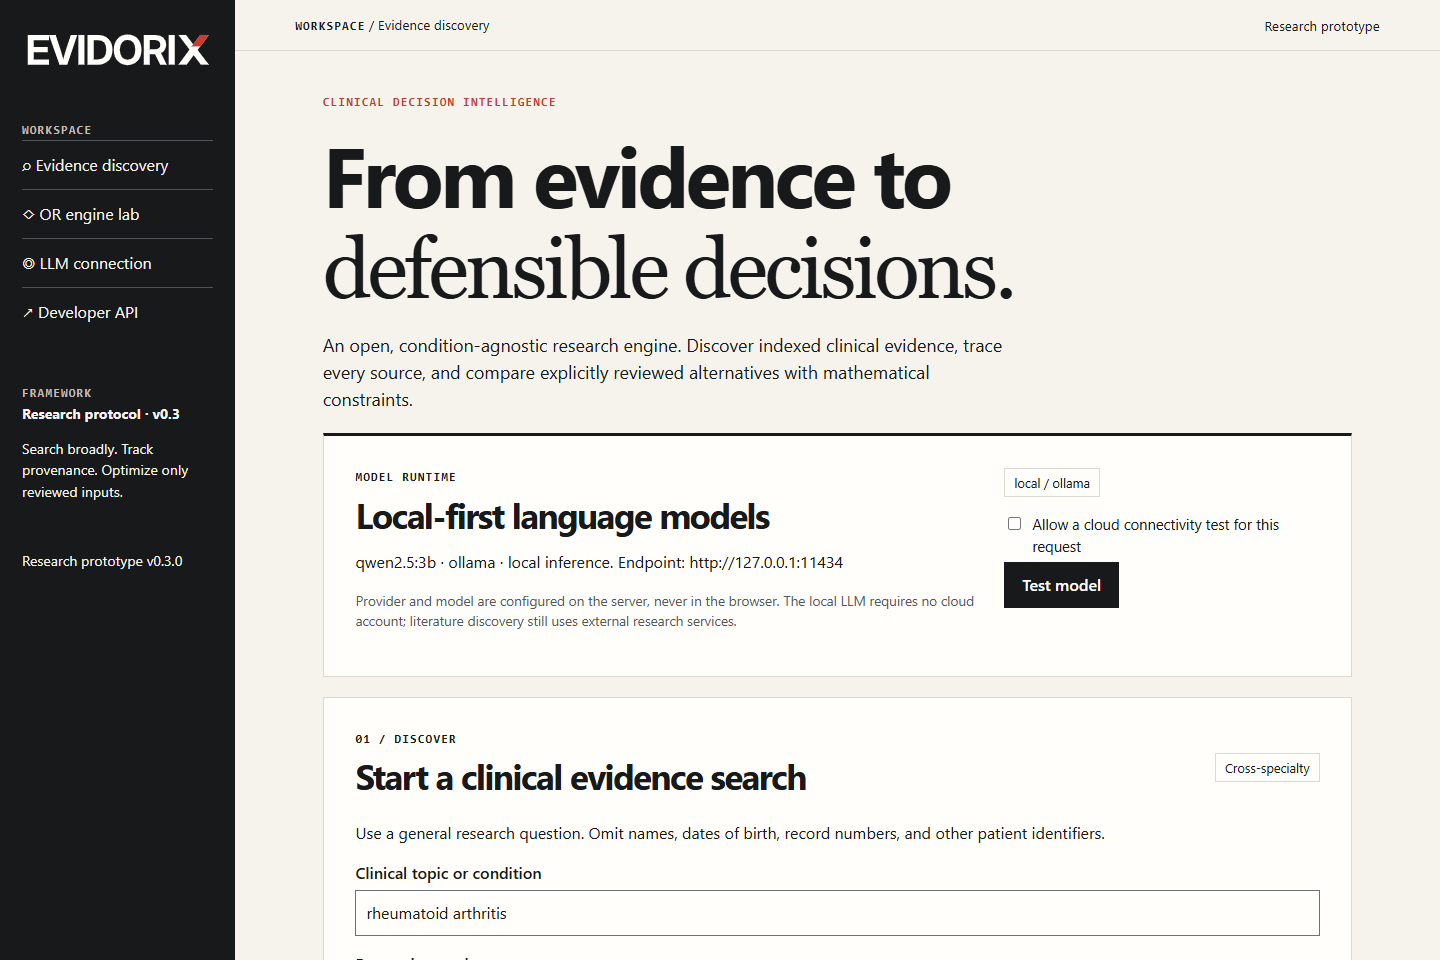 EVIDORIX
WORKSPACE
Evidence discovery
OR engine lab
LLM connection
Developer API
FRAMEWORK
Research protocol · v0.3
Search broadly. Track
provenance. Optimize only
reviewed inputs.
Research prototype v0.3.0
WORKSPACE / Evidence discovery
Research prototype
CLINICAL DECISION INTELLIGENCE
From evidence to
defensible decisions.
An open, condition-agnostic research engine. Discover indexed clinical evidence, trace
every source, and compare explicitly reviewed alternatives with mathematical
constraints.
MODEL RUNTIME
Local-first language models
qwen2.5:3b · ollama · local inference. Endpoint: http://127.0.0.1:11434
Provider and model are configured on the server, never in the browser. The local LLM requires no cloud
account; literature discovery still uses external research services.
local / ollama
Allow a cloud connectivity test for this
request
Test model
01 / DISCOVER
Start a clinical evidence search
Cross-specialty
Use a general research question. Omit names, dates of birth, record numbers, and other patient identifiers.
Clinical topic or condition
rheumatoid arthritis